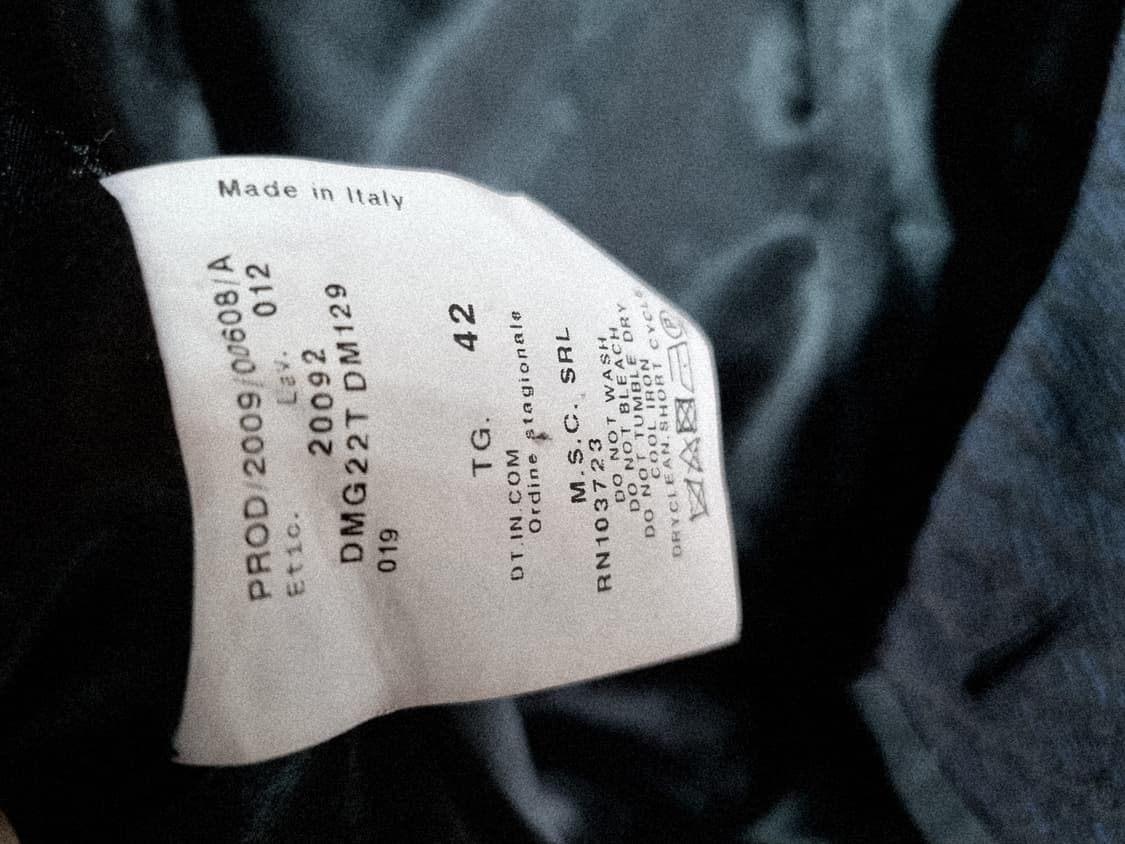 Made in Italy
PROD/2009/00608/A
Etic. Lav. 012
20092
DMG22T DM129
019
TG. 42
DT.IN.COM
Ordine stagionale
M.S.C. SRL
RN103723
DO NOT WASH
DO NOT BLEACH
DO NOT TUMBLE DRY
COOL IRON
DRYCLEAN.SHORT CYCLE
P